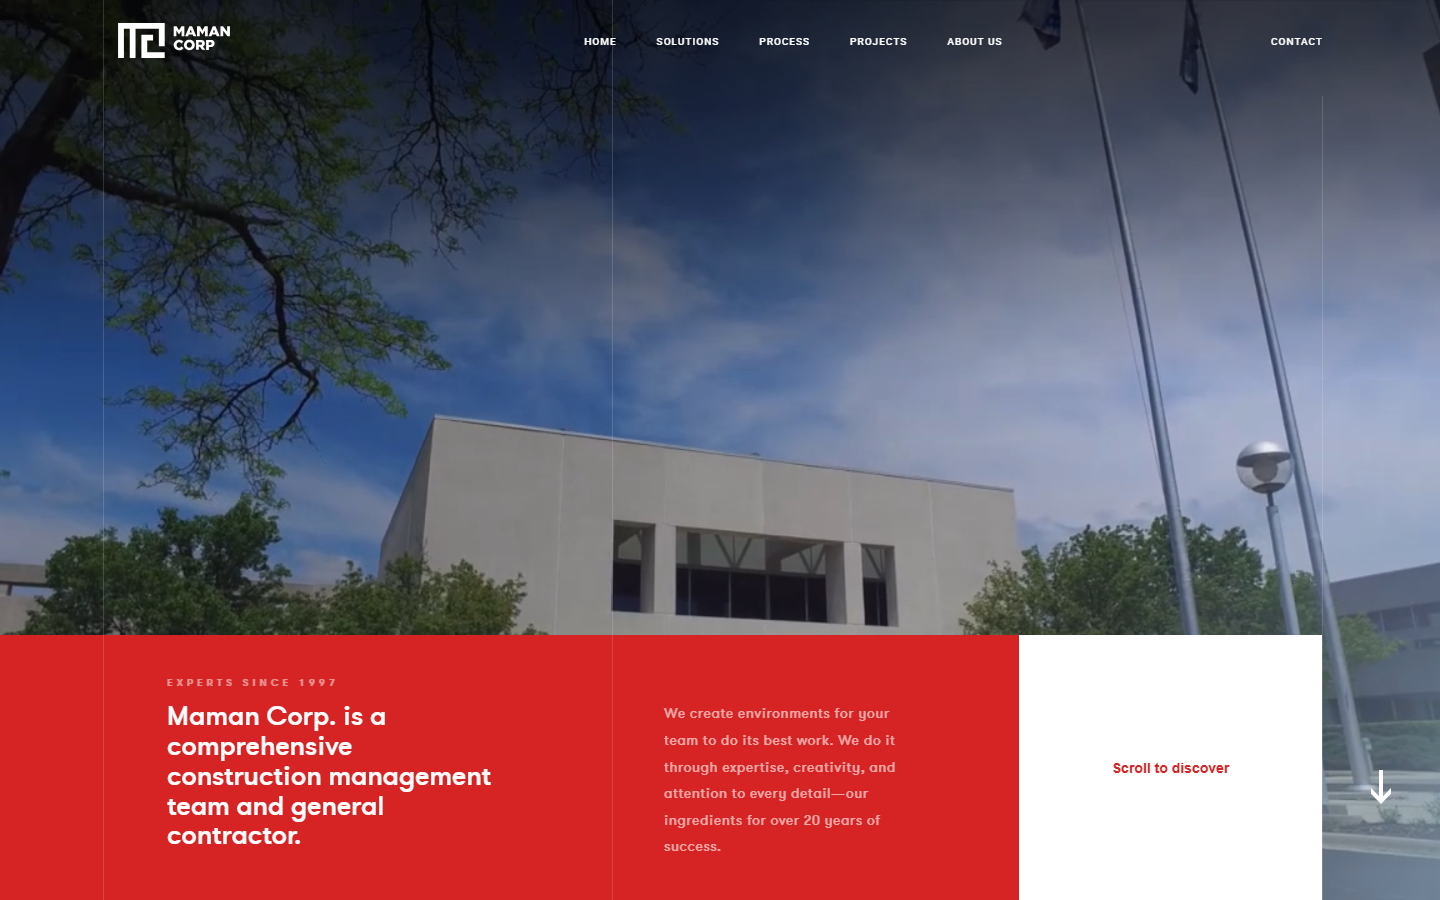 MAMAN
CORP
HOME SOLUTIONS PROCESS PROJECTS ABOUT US CONTACT
EXPERTS SINCE 1997
Maman Corp. is a
comprehensive
construction management
team and general
contractor.
We create environments for your
team to do its best work. We do it
through expertise, creativity, and
attention to every detail—our
ingredients for over 20 years of
success.
Scroll to discover